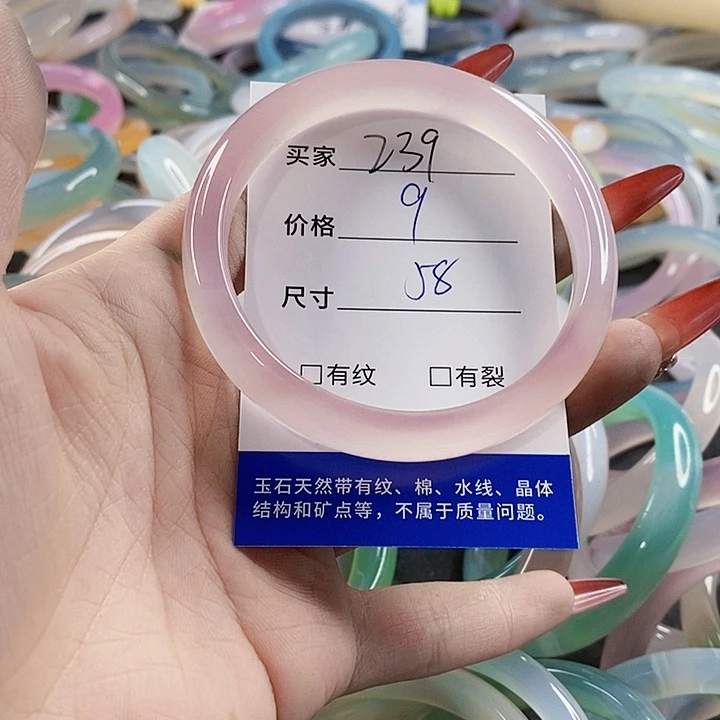 买家 239
价格 9
尺寸 58
□有纹 □有裂
玉石天然带有纹、棉、水线、晶体
结构和矿点等，不属于质量问题。